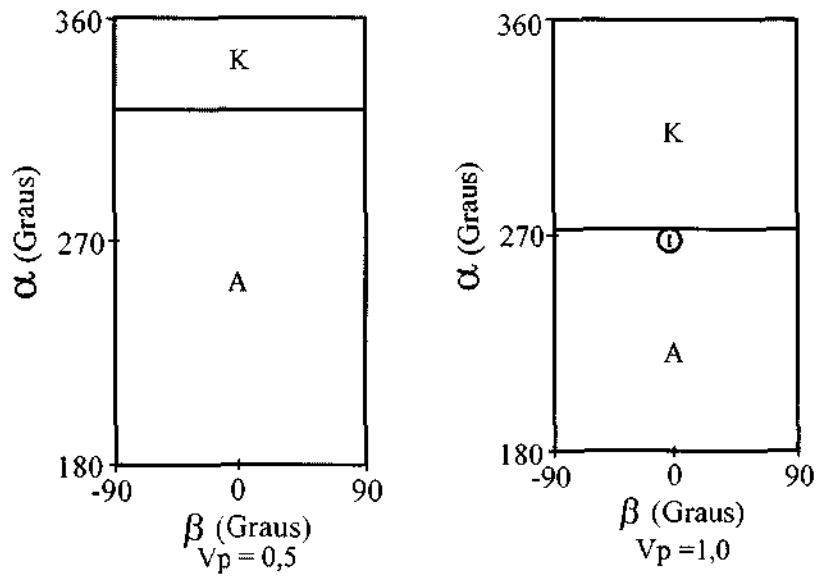 360
K
α (Graus)
270
A
180
-90
0
90
β (Graus)
Vp = 0,5
360
K
α (Graus)
270
I
A
180
-90
0
90
β (Graus)
Vp =1,0